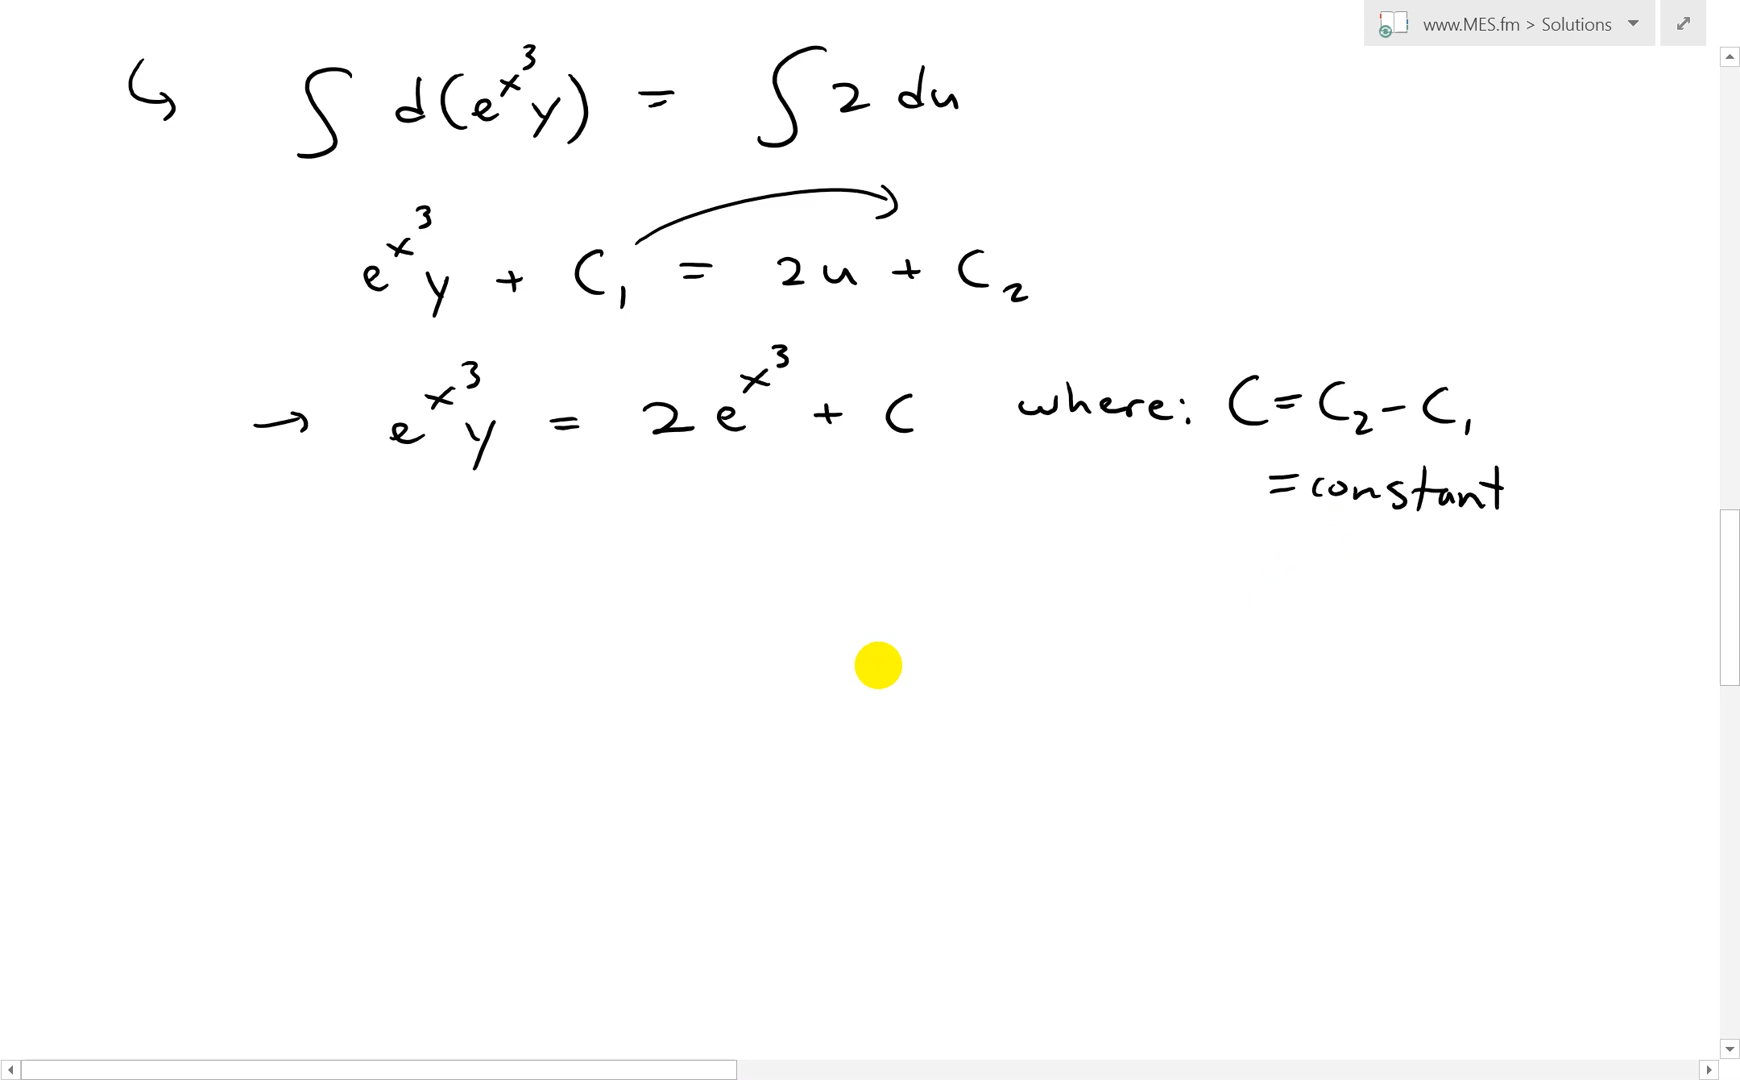 www.MES.fm > Solutions
↪ ∫ d(e^{x^3} y) = ∫ 2 du
e^{x^3} y + C₁ = 2u + C₂
→ e^{x^3} y = 2e^{x^3} + C where: C = C₂ - C₁
= constant